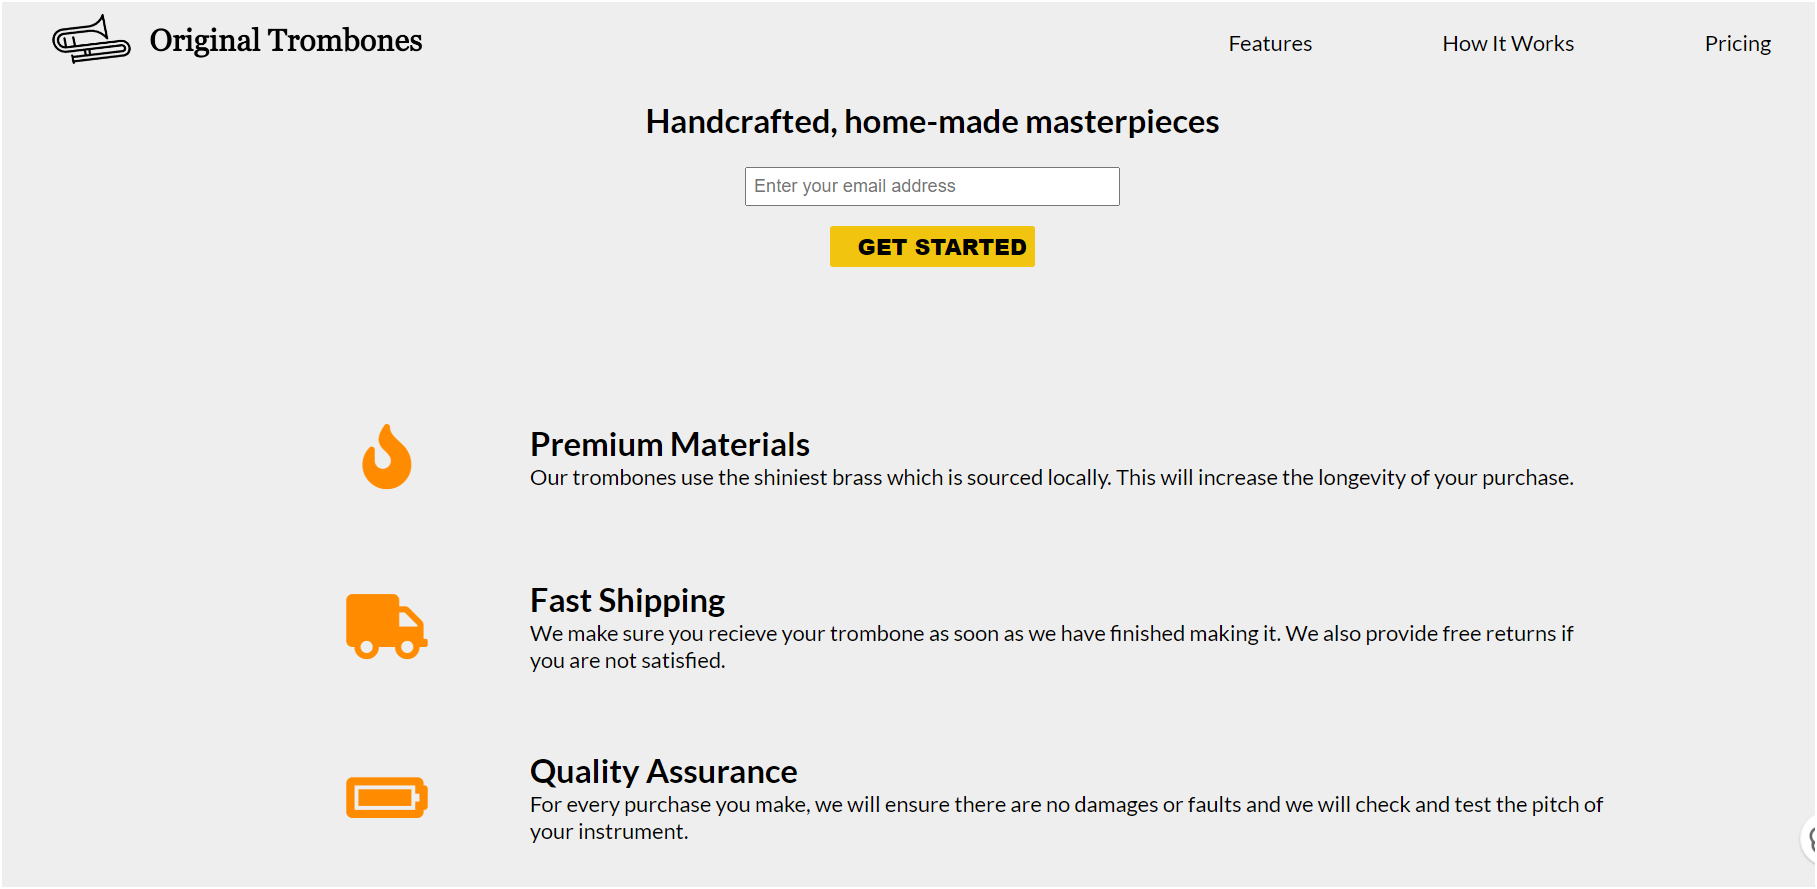 Original Trombones
Features
How It Works
Pricing
Handcrafted, home-made masterpieces
Enter your email address
GET STARTED
Premium Materials
Our trombones use the shiniest brass which is sourced locally. This will increase the longevity of your purchase.
Fast Shipping
We make sure you recieve your trombone as soon as we have finished making it. We also provide free returns if
you are not satisfied.
Quality Assurance
For every purchase you make, we will ensure there are no damages or faults and we will check and test the pitch of
your instrument.